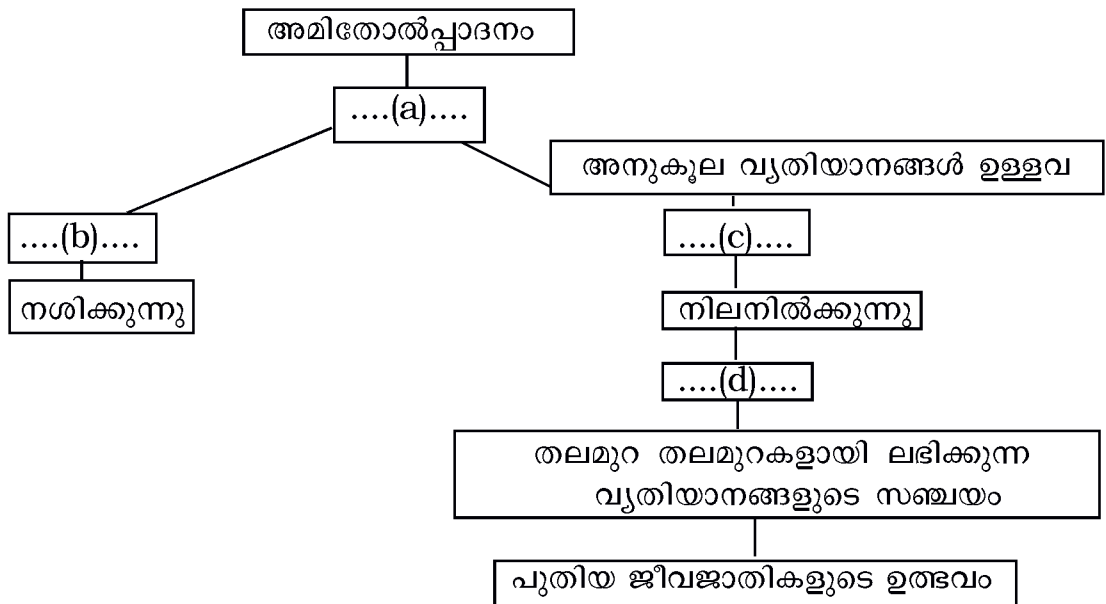 അമിതോൽപ്പാദനം
....(a)....
അനുകൂല വ്യതിയാനങ്ങൾ ഉള്ളവ
....(b)....
....(c)....
നശിക്കുന്നു
നിലനിൽക്കുന്നു
....(d)....
തലമുറ തലമുറകളായി ലഭിക്കുന്ന
വ്യതിയാനങ്ങളുടെ സഞ്ചയം
പുതിയ ജീവജാതികളുടെ ഉത്ഭവം